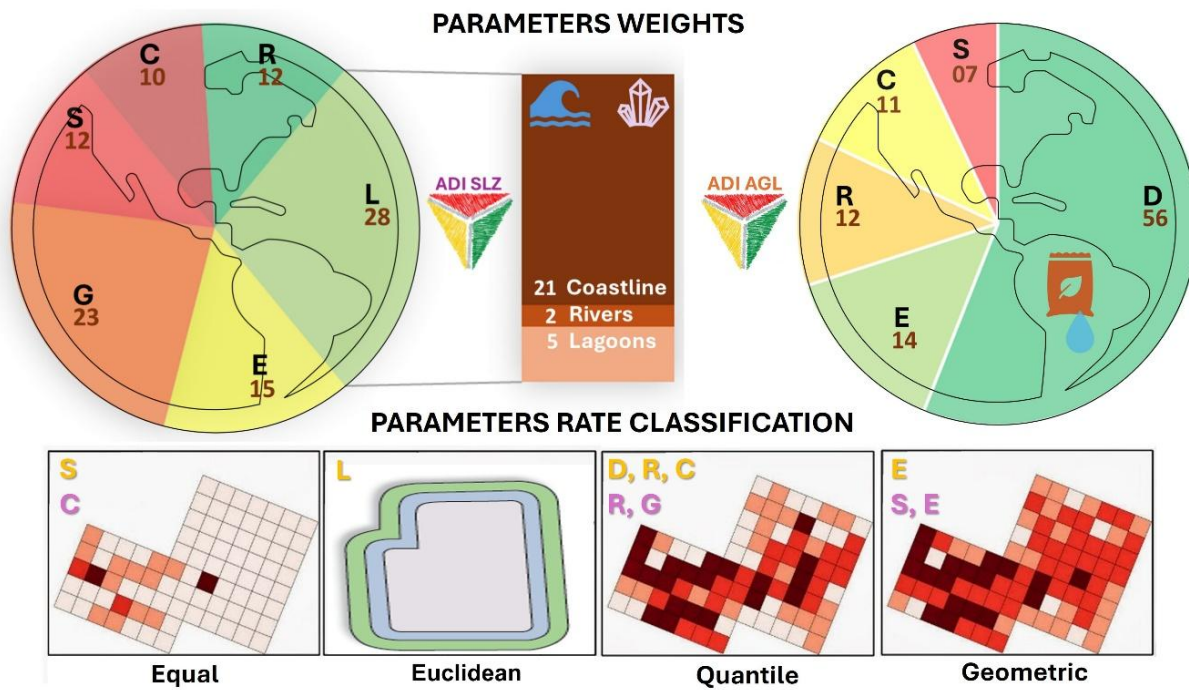 PARAMETERS WEIGHTS
C
10
R
12
S
12
L
28
G
23
E
15
ADI SLZ
21 Coastline
2 Rivers
5 Lagoons
ADI AGL
S
07
C
11
R
12
D
56
E
14
PARAMETERS RATE CLASSIFICATION
S
C
L
D, R, C
R, G
E
S, E
Equal
Euclidean
Quantile
Geometric